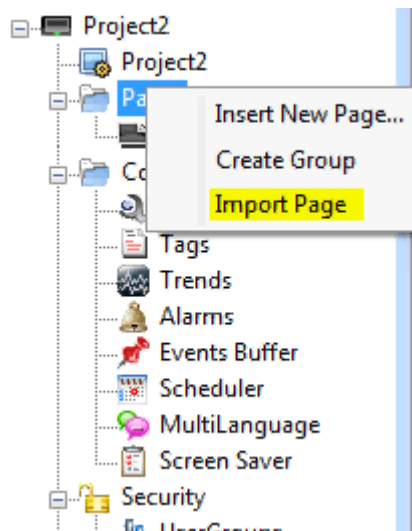 Project2
Project2
Pa
Insert New Page...
Create Group
Co
Import Page
Tags
Trends
Alarms
Events Buffer
Scheduler
MultiLanguage
Screen Saver
Security
UserGroups